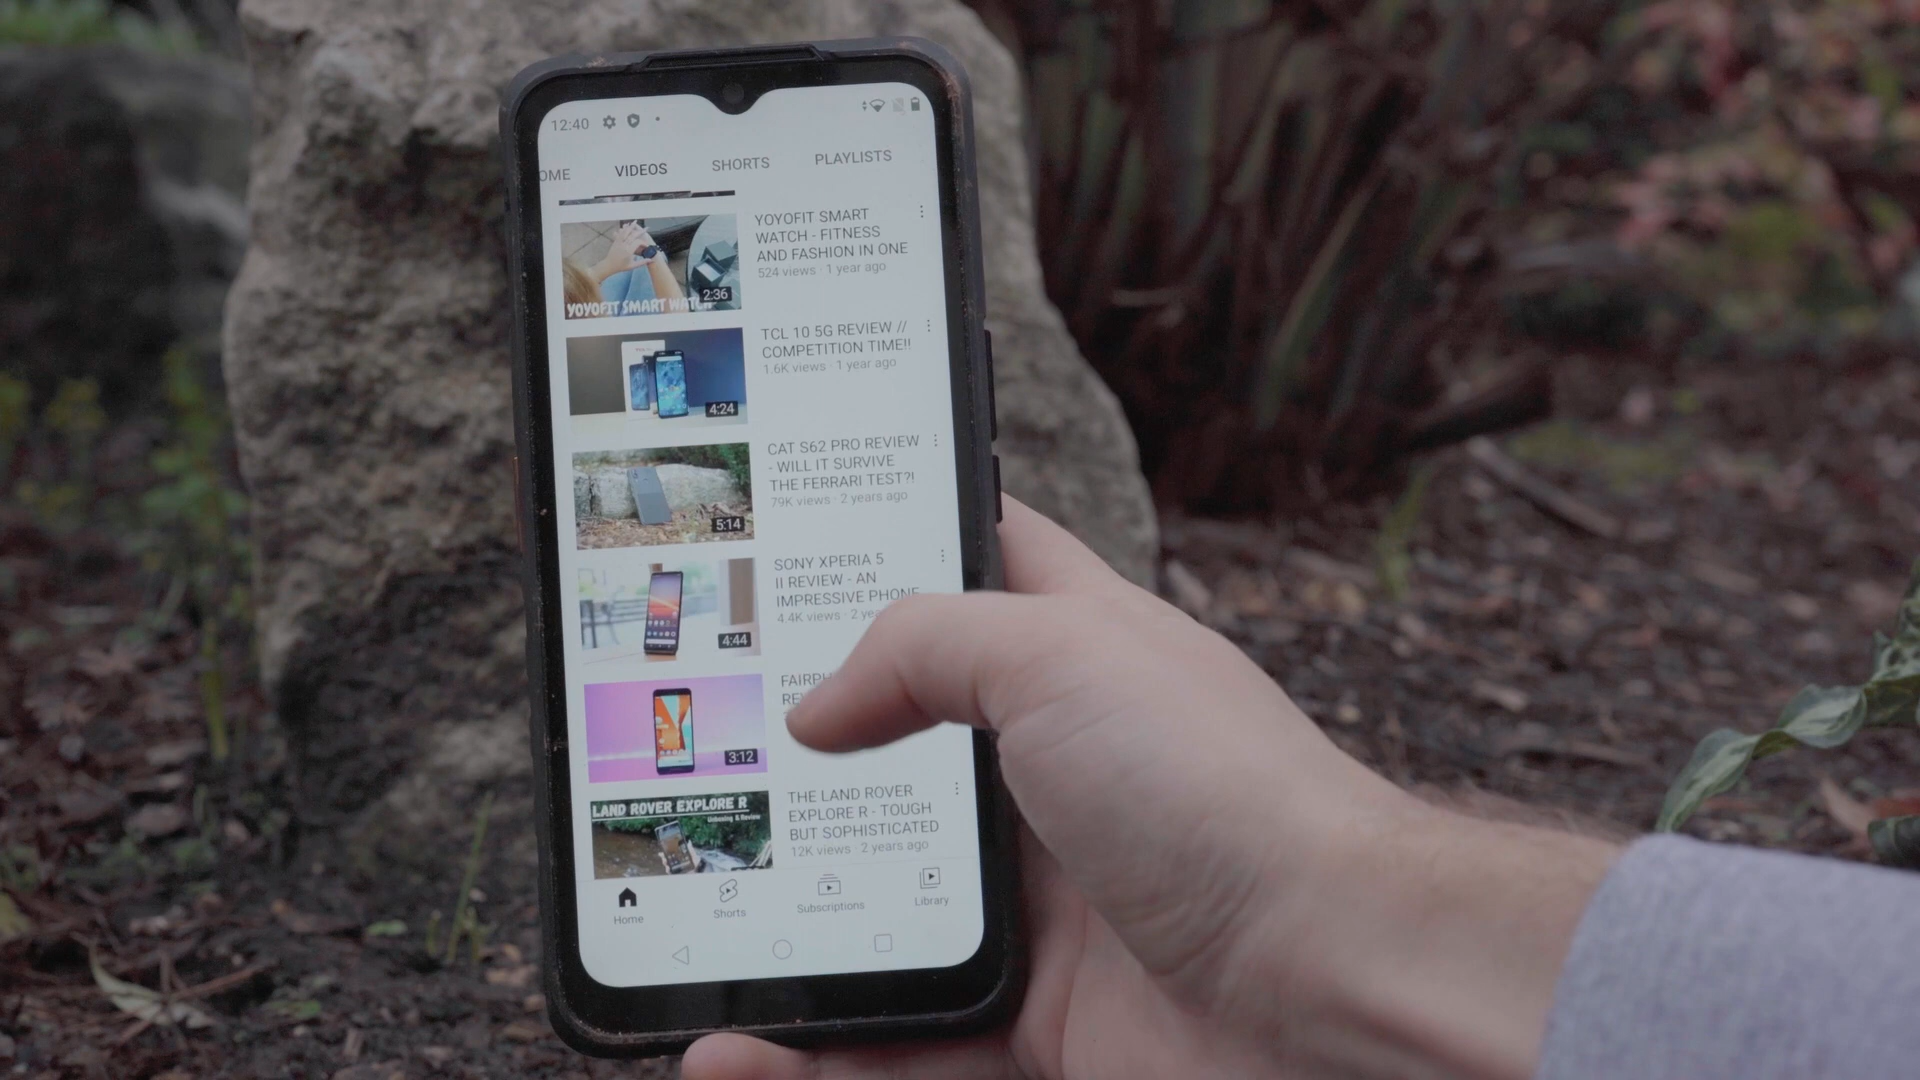 12:40
OME VIDEOS SHORTS PLAYLISTS
YOYOFIT SMART WATCH
2:36
YOYOFIT SMART
WATCH - FITNESS
AND FASHION IN ONE
524 views · 1 year ago
4:24
TCL 10 5G REVIEW //
COMPETITION TIME!!
1.6K views · 1 year ago
5:14
CAT S62 PRO REVIEW
- WILL IT SURVIVE
THE FERRARI TEST?!
79K views · 2 years ago
4:44
SONY XPERIA 5
II REVIEW - AN
IMPRESSIVE PHONE
4.4K views · 2
3:12
LAND ROVER EXPLORE R
Unboxing & Review
THE LAND ROVER
EXPLORE R - TOUGH
BUT SOPHISTICATED
12K views · 2 years ago
Home Shorts Subscriptions Library